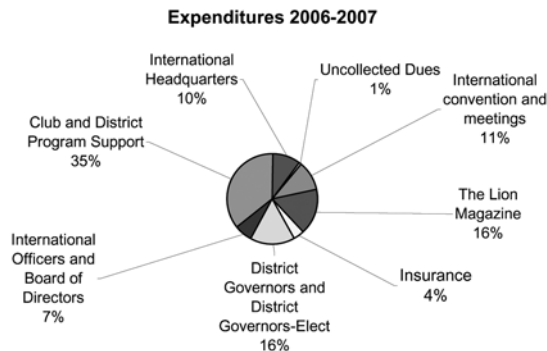 Expenditures 2006-2007
International
Headquarters
10%
Uncollected Dues
1%
International
convention and
meetings
11%
Club and District
Program Support
35%
The Lion
Magazine
16%
International
Officers and
Board of
Directors
7%
District
Governors and
District
Governors-Elect
16%
Insurance
4%